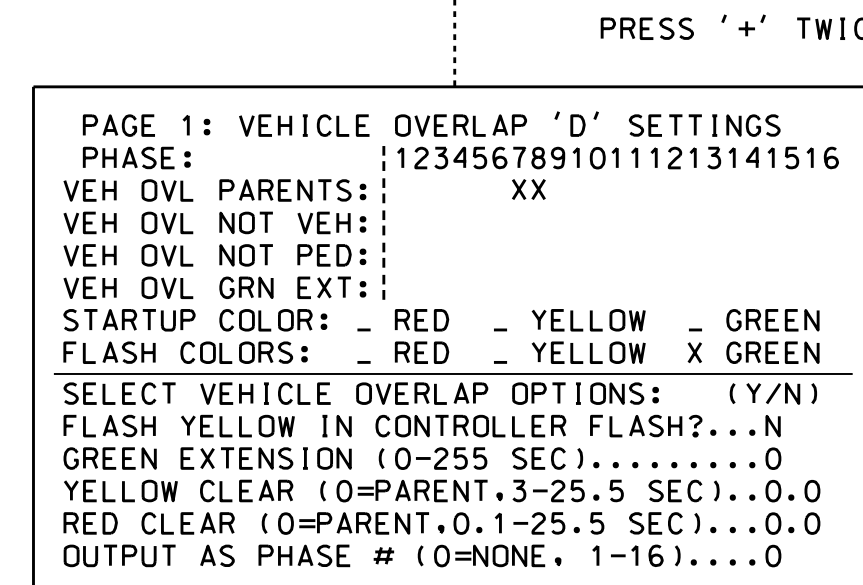 PRESS '+' TWIC
PAGE 1: VEHICLE OVERLAP 'D' SETTINGS
PHASE: ¦12345678910111213141516
VEH OVL PARENTS:¦ XX
VEH OVL NOT VEH:¦
VEH OVL NOT PED:¦
VEH OVL GRN EXT:¦
STARTUP COLOR: _ RED _ YELLOW _ GREEN
FLASH COLORS: _ RED _ YELLOW X GREEN
SELECT VEHICLE OVERLAP OPTIONS: (Y/N)
FLASH YELLOW IN CONTROLLER FLASH?...N
GREEN EXTENSION (0-255 SEC).........0
YELLOW CLEAR (0=PARENT,3-25.5 SEC)..0.0
RED CLEAR (0=PARENT,0.1-25.5 SEC)...0.0
OUTPUT AS PHASE # (0=NONE, 1-16)....0